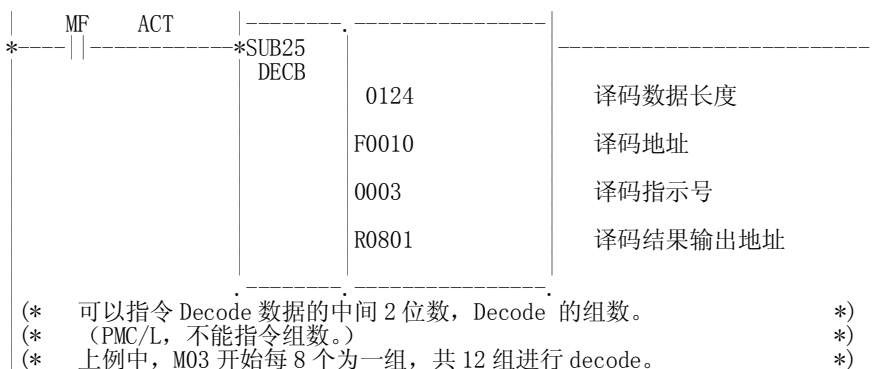 MF ACT
SUB25
DECB
0124 译码数据长度
F0010 译码地址
0003 译码指示号
R0801 译码结果输出地址
(* 可以指令 Decode 数据的中间 2 位数，Decode 的组数。 *)
(* （PMC/L，不能指令组数。） *)
(* 上例中，M03 开始每 8 个为一组，共 12 组进行 decode。 *)